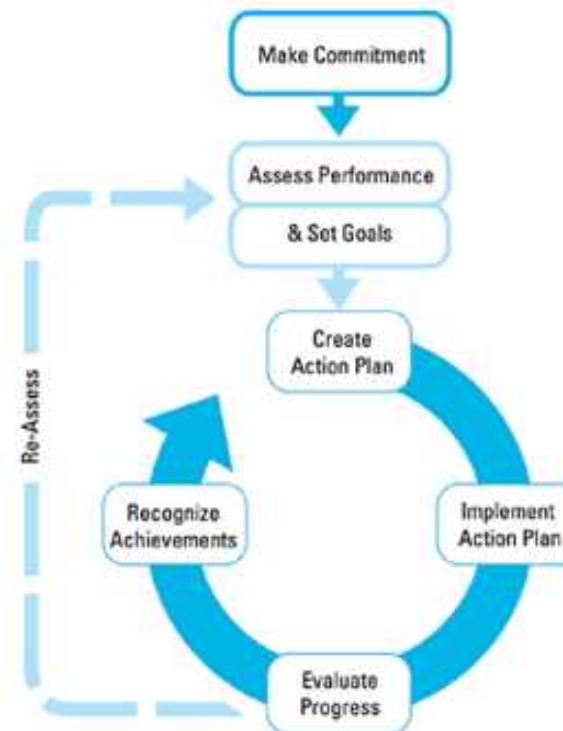 Make Commitment
Assess Performance
& Set Goals
Create
Action Plan
Re-Assess
Recognize
Achievements
Implement
Action Plan
Evaluate
Progress